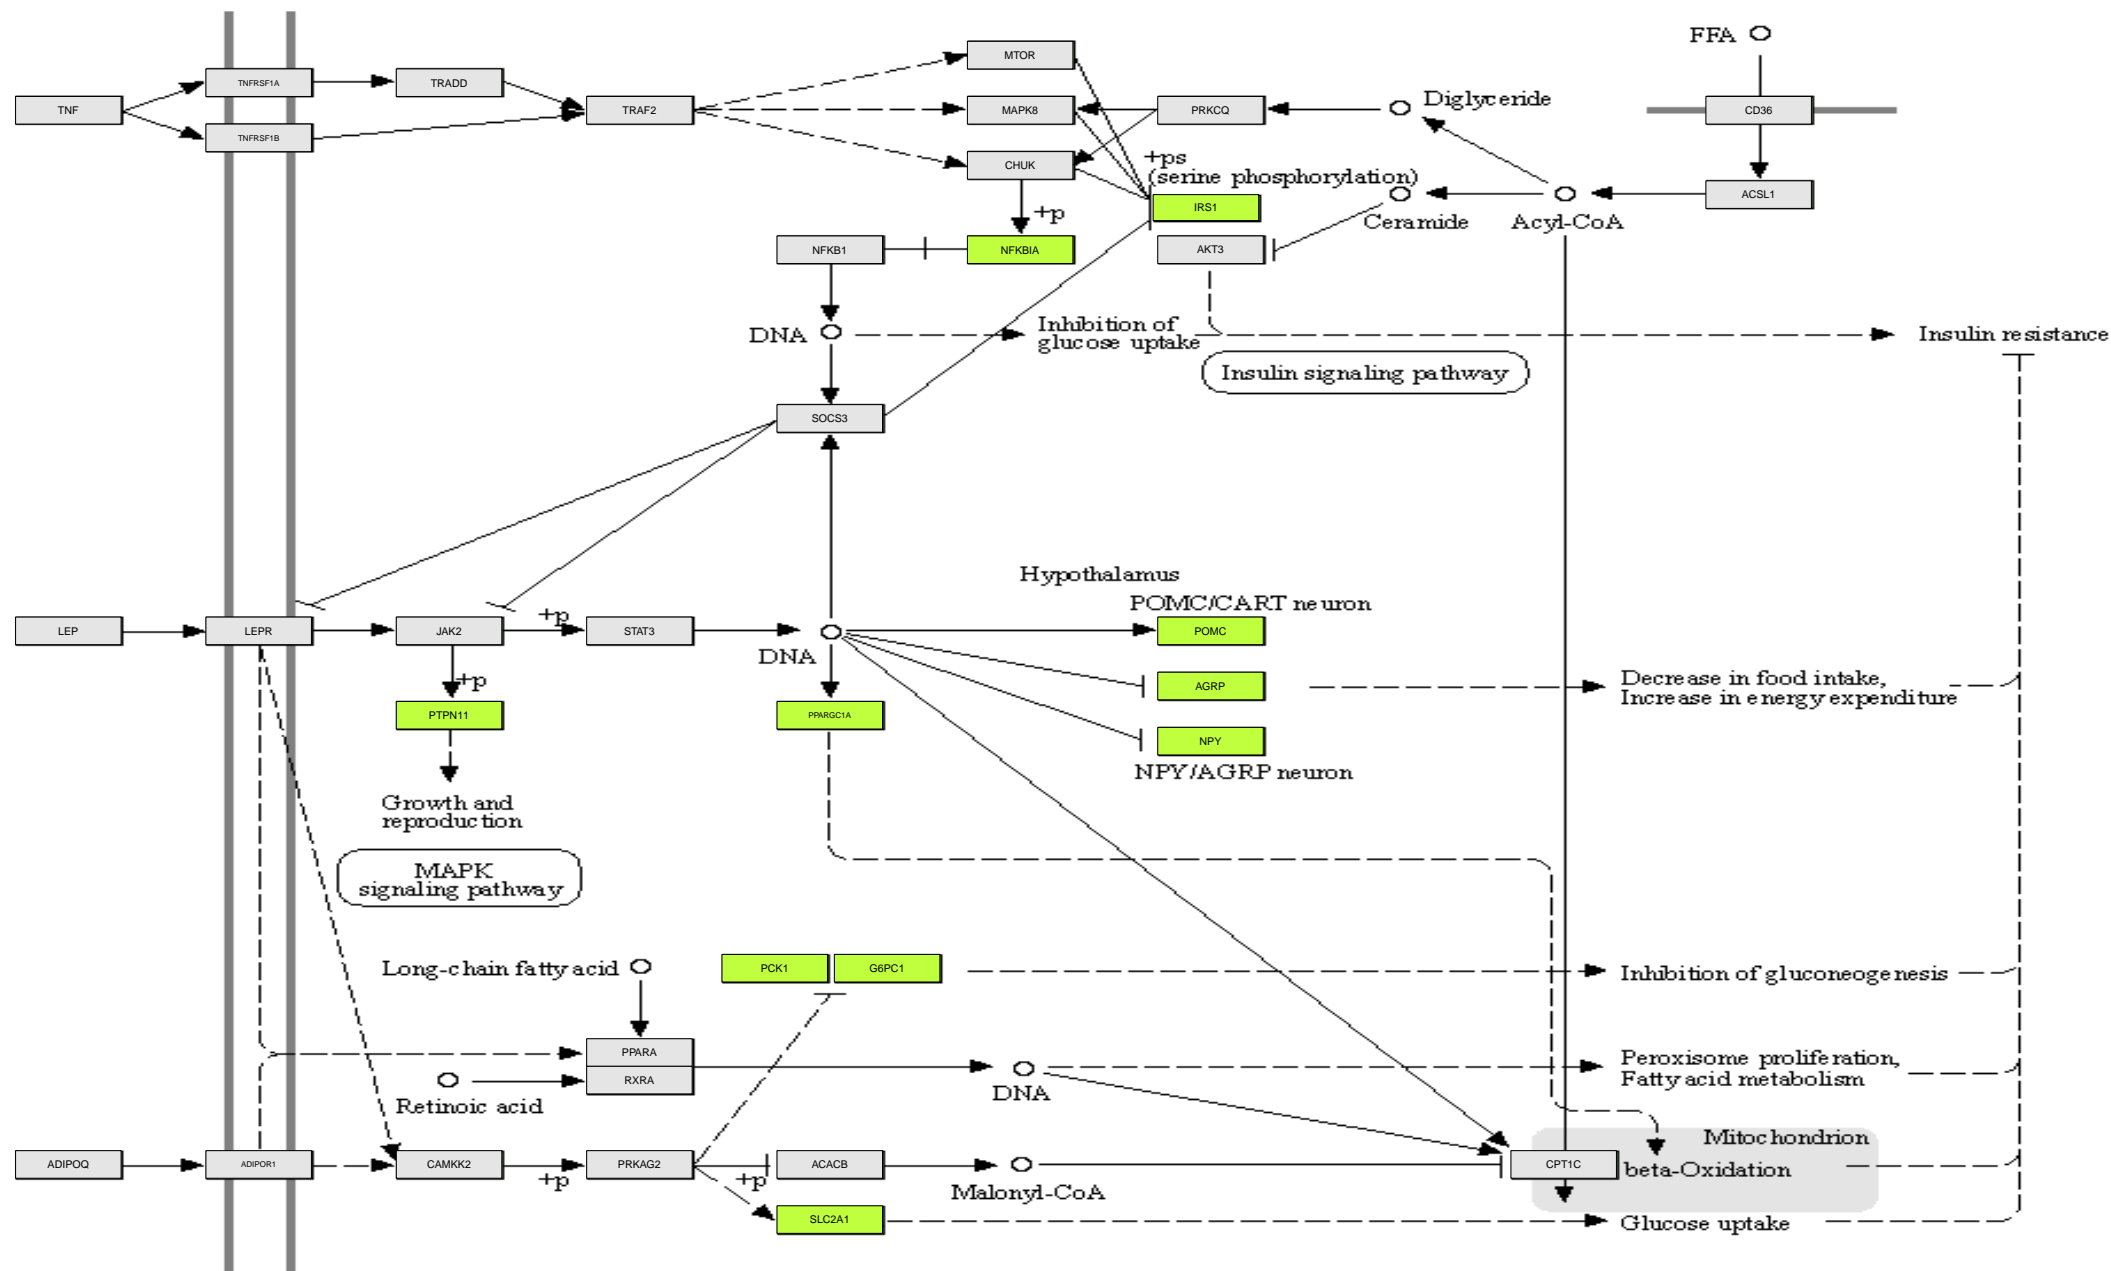 FFA
MTOR
TNFRSF1A
TRADD
TNF
TRAF2
MAPK8
PRKCQ
Diglyceride
CD36
TNFRSF1B
CHUK
+ps
(serine phosphorylation)
ACSL1
IRS1
+p
Ceramide
Acyl-CoA
NFKB1
NFKBIA
AKT3
DNA
Inhibition of
glucose uptake
Insulin resistance
Insulin signaling pathway
SOCS3
Hypothalamus
POMC/CART neuron
+p
LEP
LEPR
JAK2
STAT3
POMC
DNA
+p
AGRP
Decrease in food intake,
Increase in energy expenditure
PTPN11
PPARGC1A
NPY
NPY/AGRP neuron
Growth and
reproduction
MAPK
signaling pathway
Long-chain fatty acid
PCK1
G6PC1
Inhibition of gluconeogenesis
PPARA
RXRA
Peroxisome proliferation,
Fatty acid metabolism
DNA
Retinoic acid
Mitochondrion
ADIPOQ
ADIPOR1
CAMKK2
PRKAG2
ACACB
CPT1C
beta-Oxidation
+p
+p
Malonyl-CoA
SLC2A1
Glucose uptake